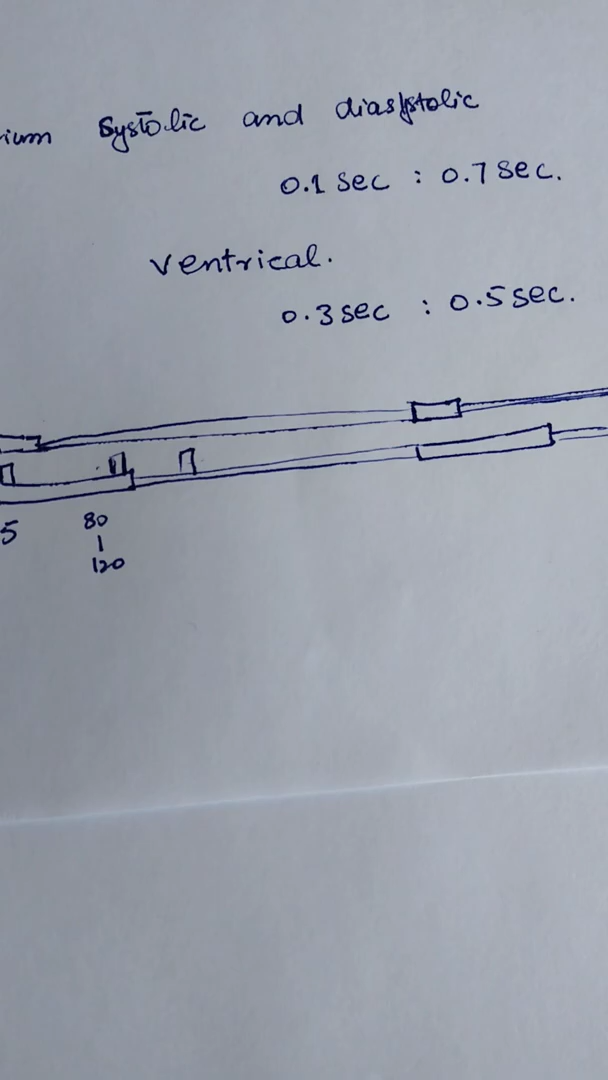 rium Systolic and diasystolic
0.1 sec : 0.7 sec.
ventrical.
0.3 sec : 0.5 sec.
5
80
120